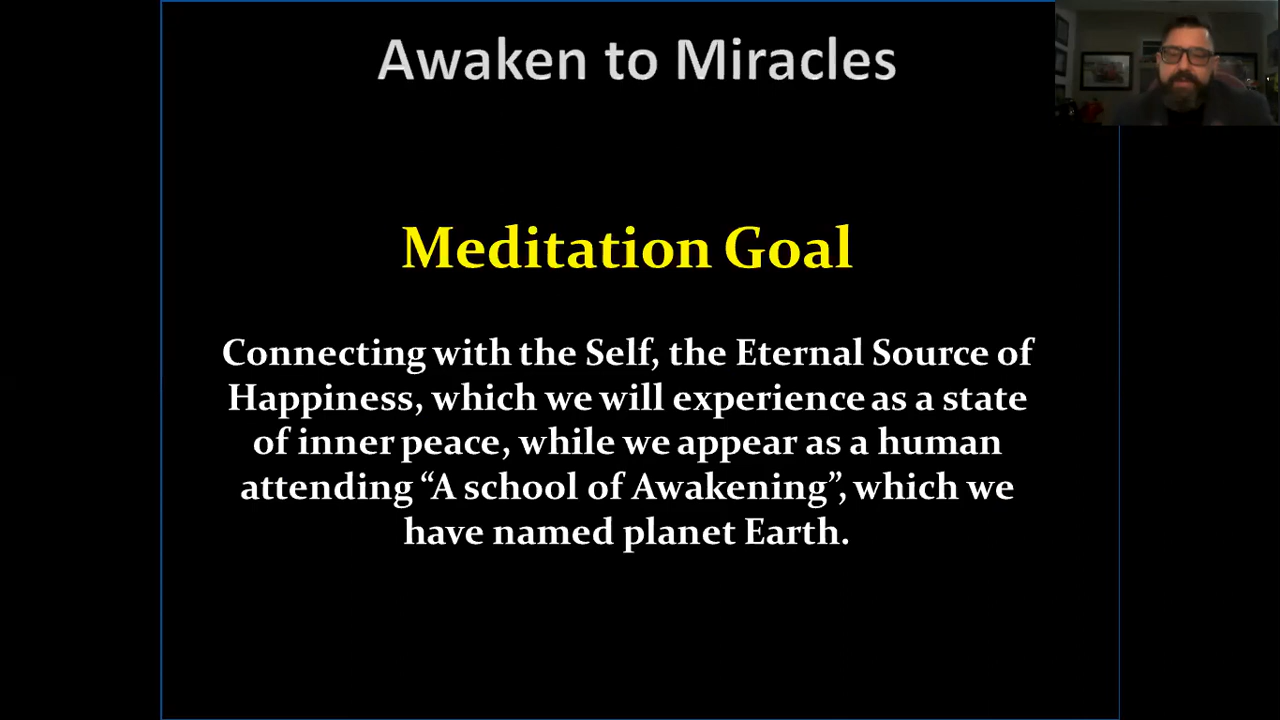 Awaken to Miracles
Meditation Goal
Connecting with the Self, the Eternal Source of
Happiness, which we will experience as a state
of inner peace, while we appear as a human
attending “A school of Awakening”, which we
have named planet Earth.